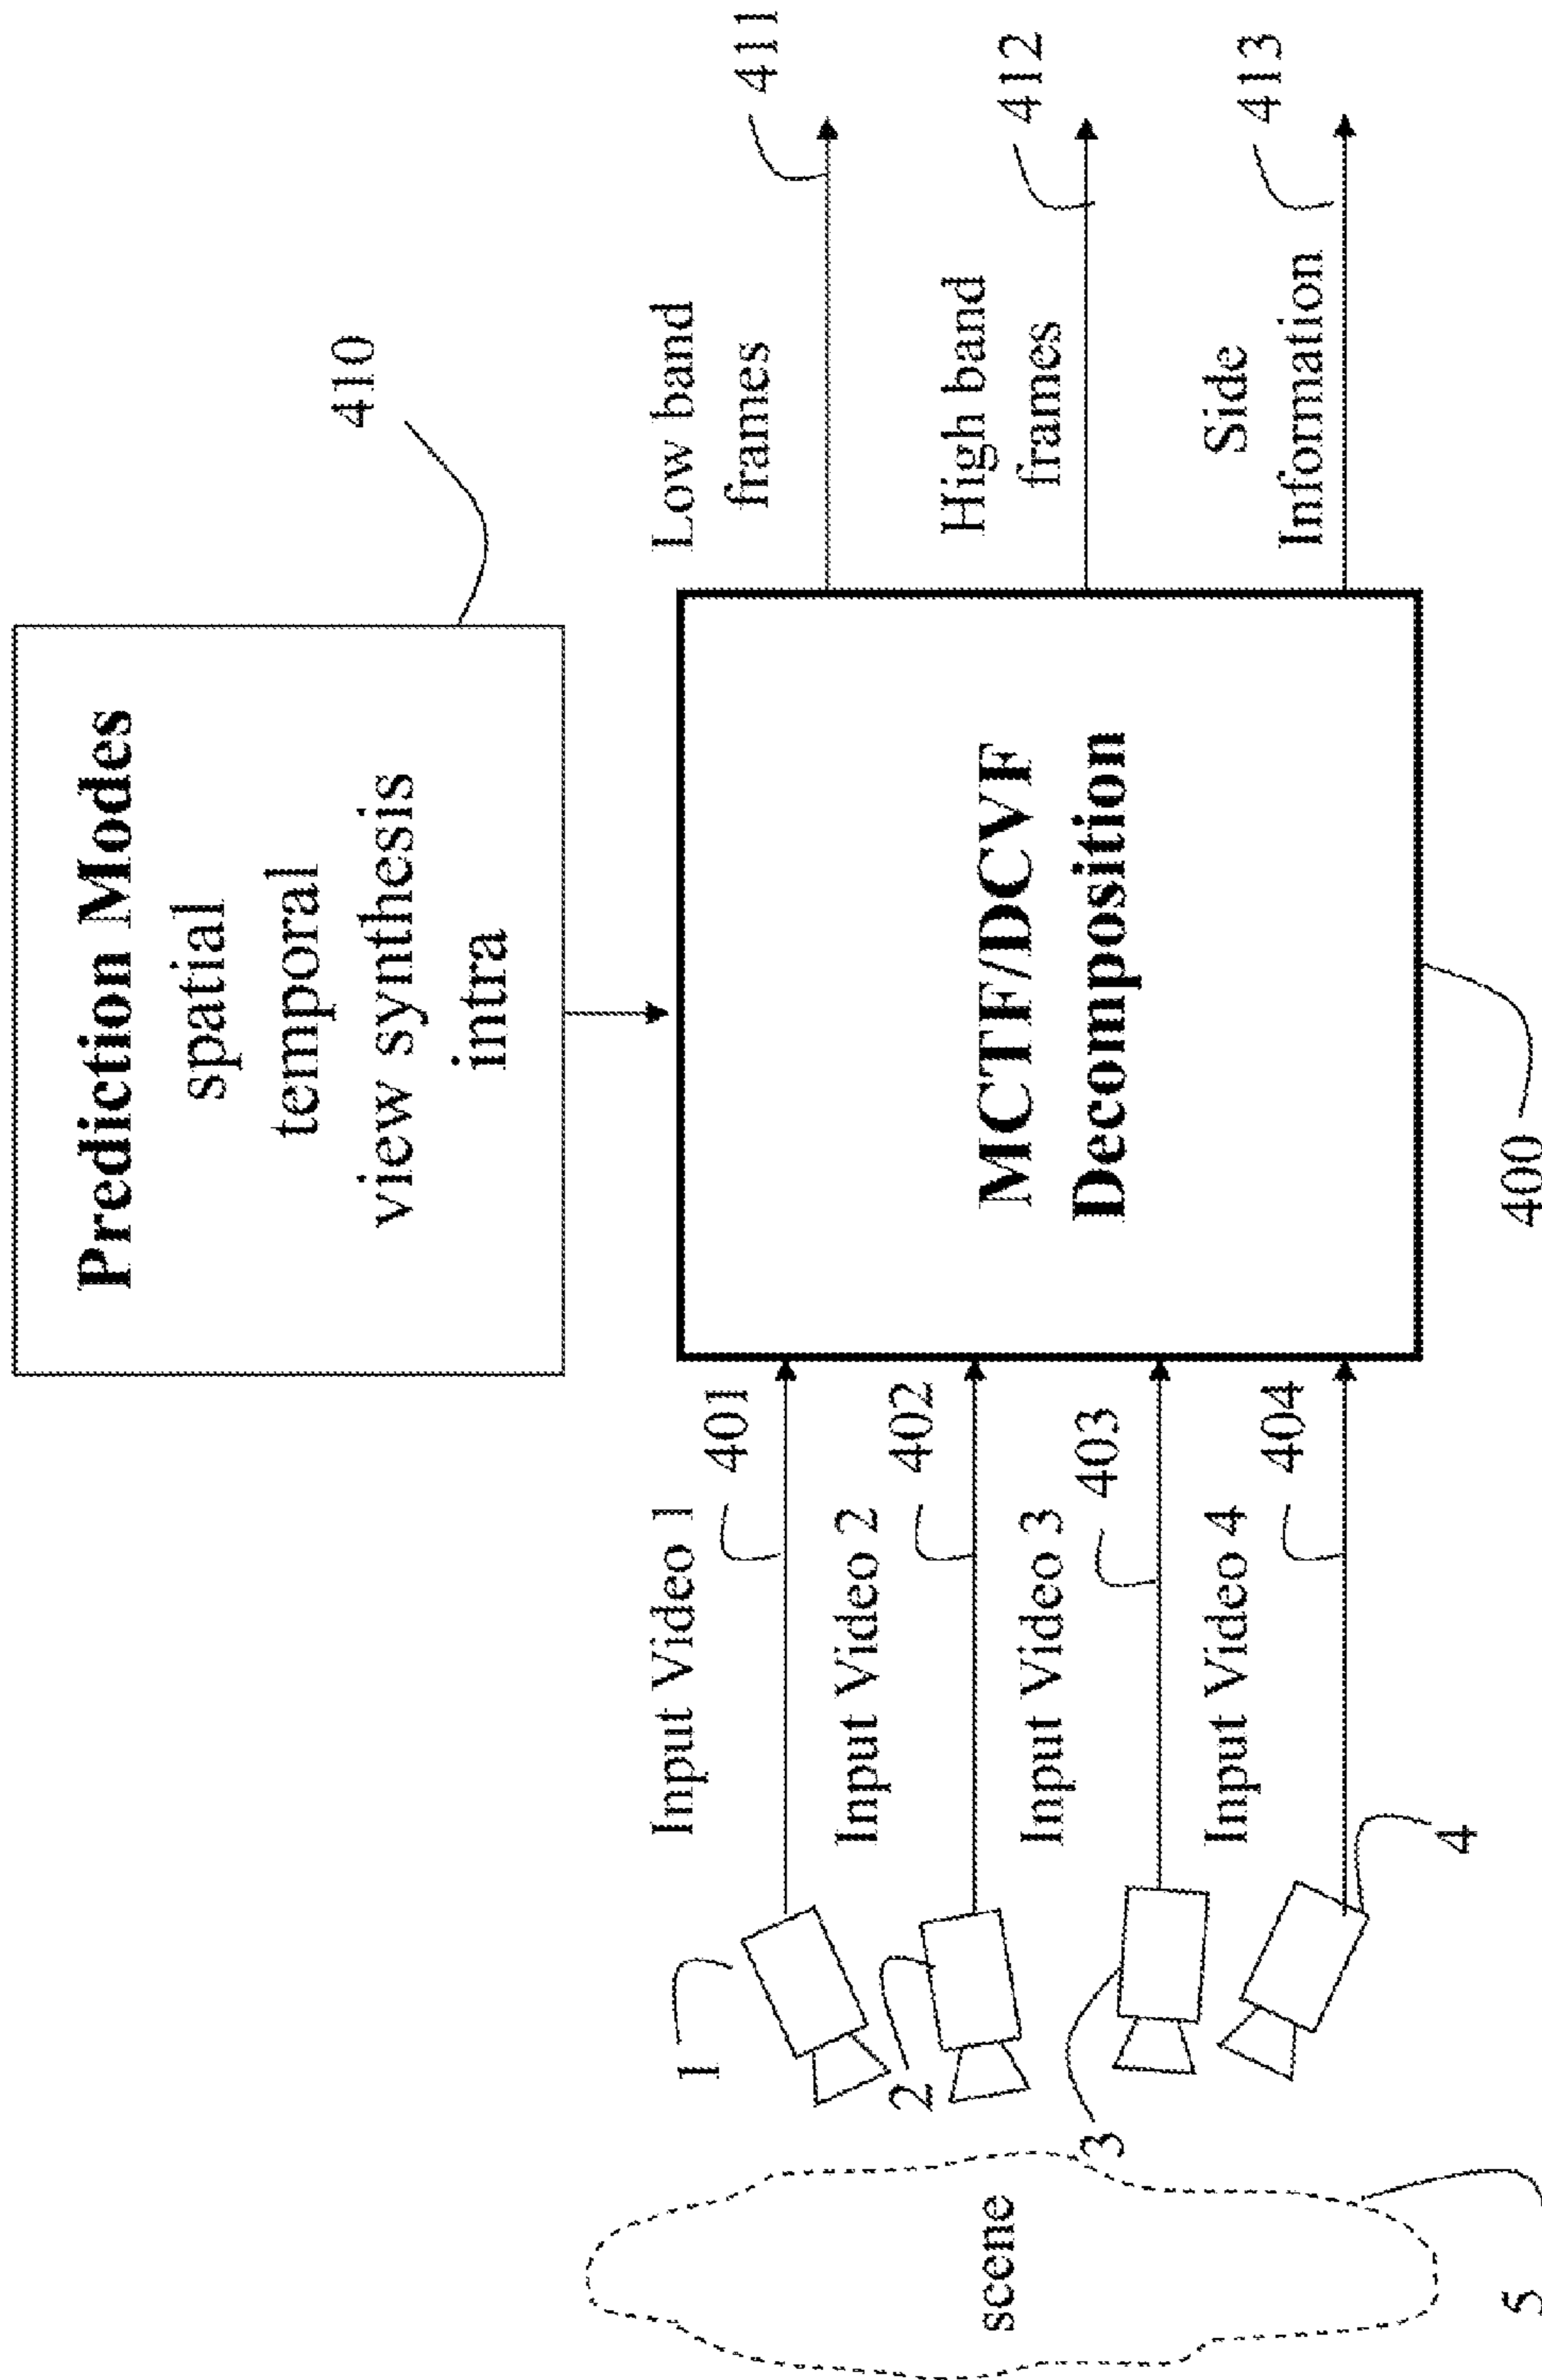 Prediction Modes
spatial
temporal
view synthesis
intra
410
Input Video 1
401
Input Video 2
402
Input Video 3
403
Input Video 4
404
1
2
3
4
scene
5
MCTF/DCVF
Decomposition
400
Low band
frames
411
High band
frames
412
Side
Information
413